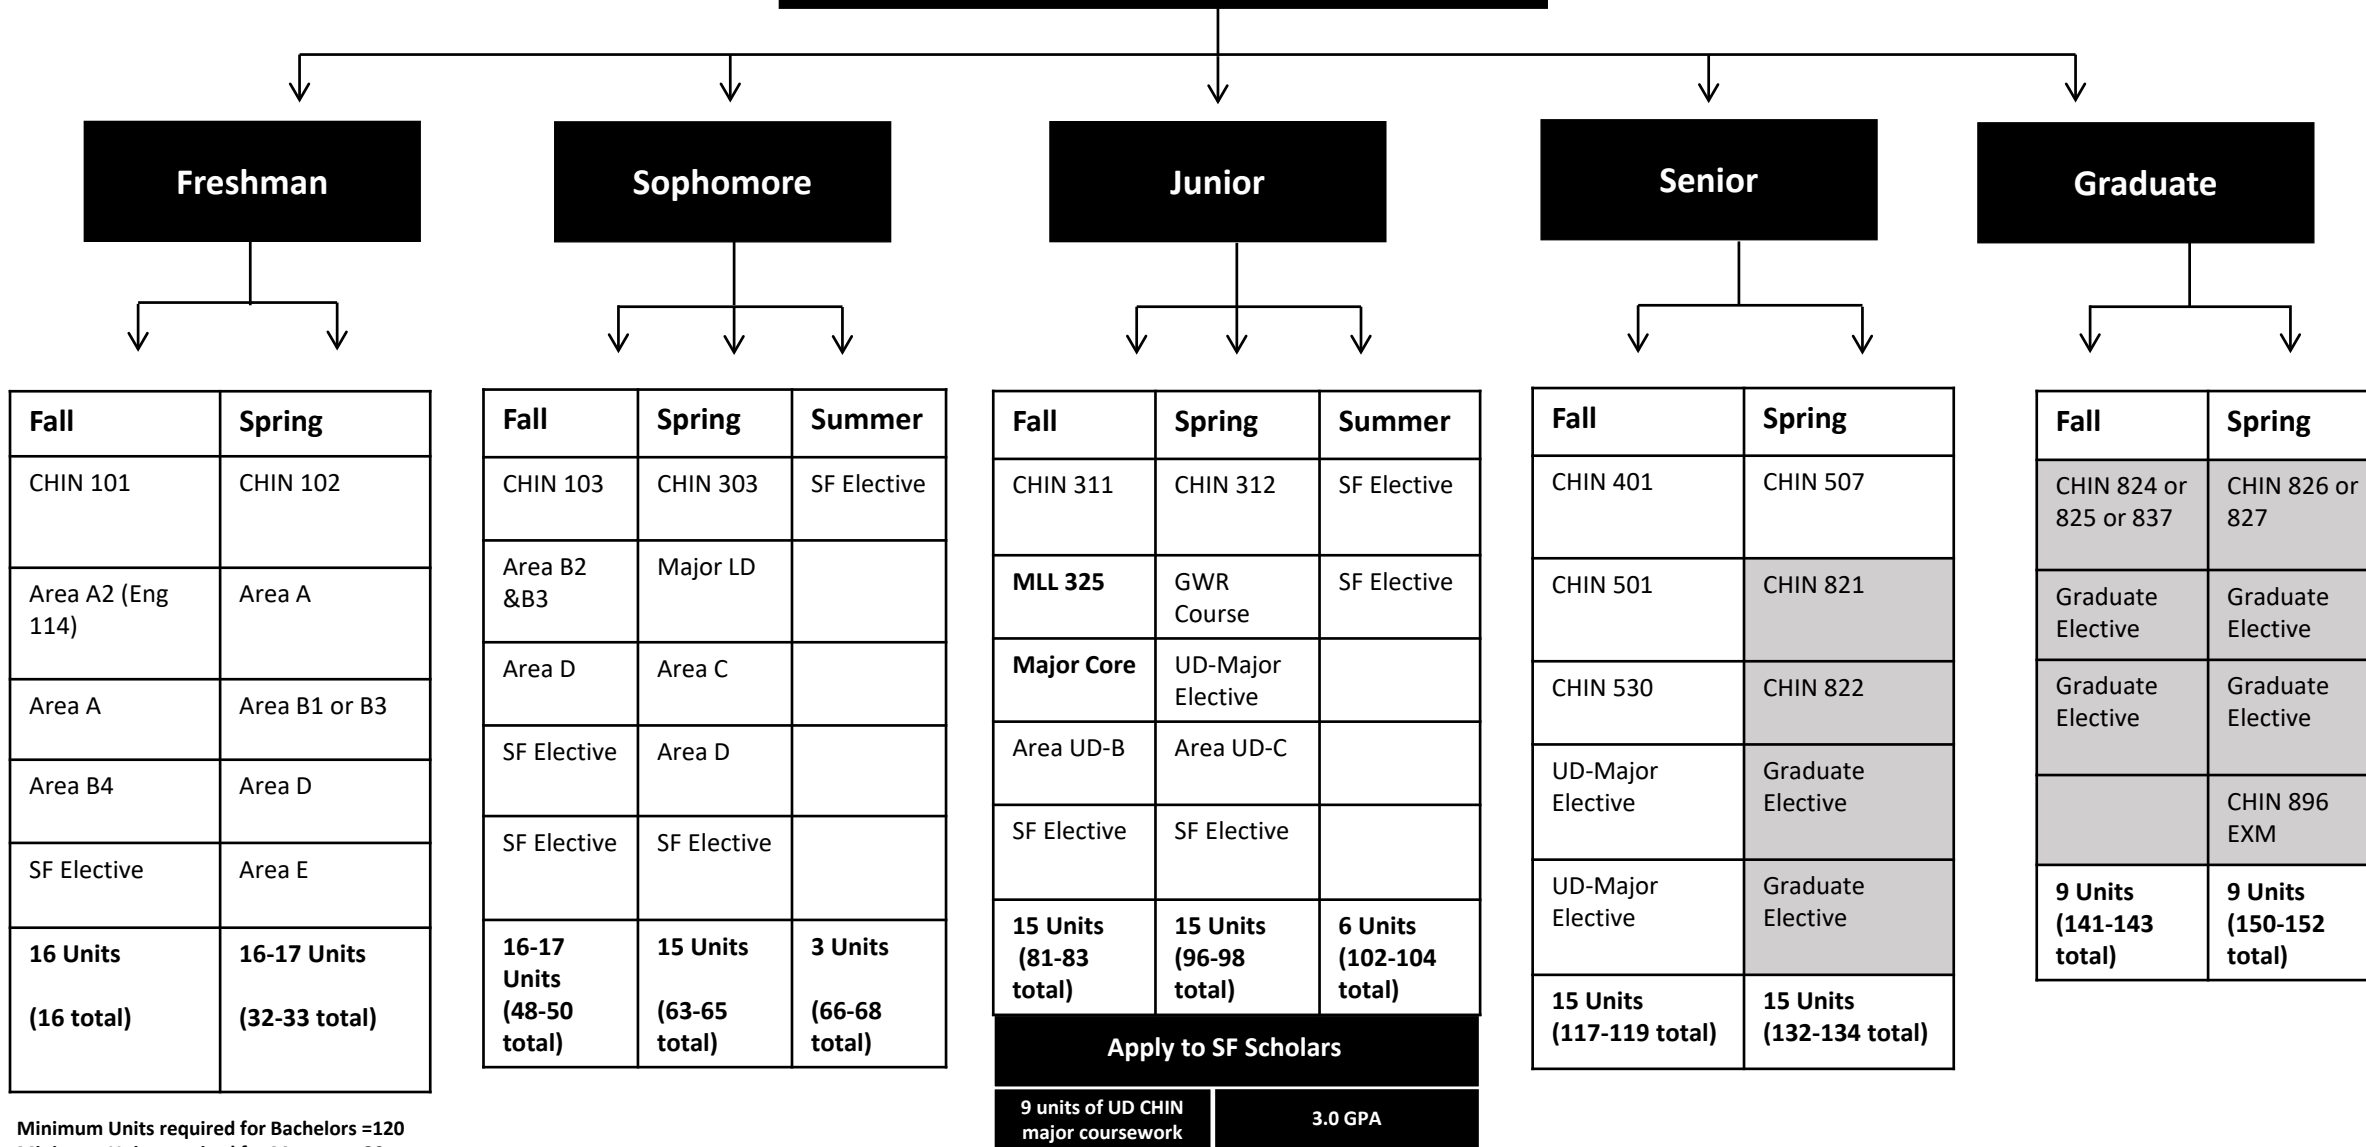 Freshman
Sophomore
Junior
Senior
Graduate
Fall
Spring
CHIN 101
CHIN 102
Area A2 (Eng
114)
Area A
Area A
Area B1 or B3
Area B4
Area D
SF Elective
Area E
16 Units
(16 total)
16-17 Units
(32-33 total)
Fall
Spring
Summer
CHIN 103
CHIN 303
SF Elective
Area B2
&B3
Major LD
Area D
Area C
SF Elective
Area D
SF Elective
SF Elective
16-17
Units
(48-50
total)
15 Units
(63-65
total)
3 Units
(66-68
total)
Fall
Spring
Summer
CHIN 311
CHIN 312
SF Elective
MLL 325
GWR
Course
SF Elective
Major Core
UD-Major
Elective
Area UD-B
Area UD-C
SF Elective
SF Elective
15 Units
(81-83
total)
15 Units
(96-98
total)
6 Units
(102-104
total)
Apply to SF Scholars
9 units of UD CHIN
major coursework
3.0 GPA
Fall
Spring
CHIN 401
CHIN 507
CHIN 501
CHIN 821
CHIN 530
CHIN 822
UD-Major
Elective
Graduate
Elective
UD-Major
Elective
Graduate
Elective
15 Units
(117-119 total)
15 Units
(132-134 total)
Fall
Spring
CHIN 824 or
825 or 837
CHIN 826 or
827
Graduate
Elective
Graduate
Elective
Graduate
Elective
Graduate
Elective
CHIN 896
EXM
9 Units
(141-143
total)
9 Units
(150-152
total)
Minimum Units required for Bachelors =120